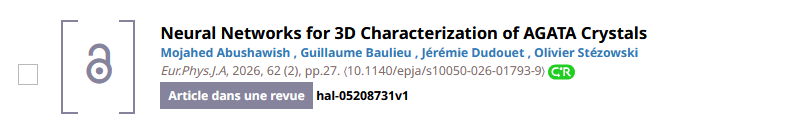 Neural Networks for 3D Characterization of AGATA Crystals
Mojahed Abushawish , Guillaume Baulieu , Jérémie Dudouet , Olivier Stézowski
Eur.Phys.J.A, 2026, 62 (2), pp.27. ⟨10.1140/epja/s10050-026-01793-9⟩
Article dans une revue hal-05208731v1